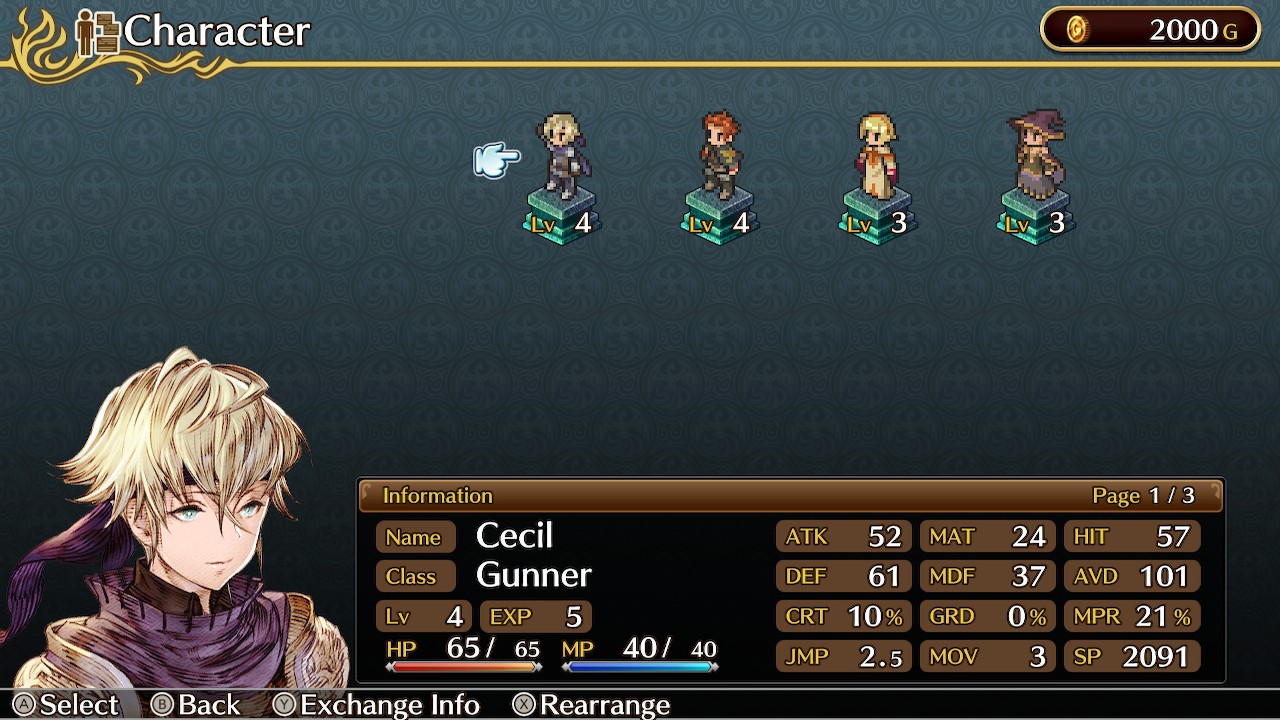 Character
2000 G
Lv 4
Lv 4
Lv 3
Lv 3
Information Page 1 / 3
Name Cecil
Class Gunner
Lv 4 EXP 5
HP 65 / 65 MP 40 / 40
ATK 52 MAT 24 HIT 57
DEF 61 MDF 37 AVD 101
CRT 10% GRD 0% MPR 21%
JMP 2.5 MOV 3 SP 2091
A Select B Back Y Exchange Info X Rearrange